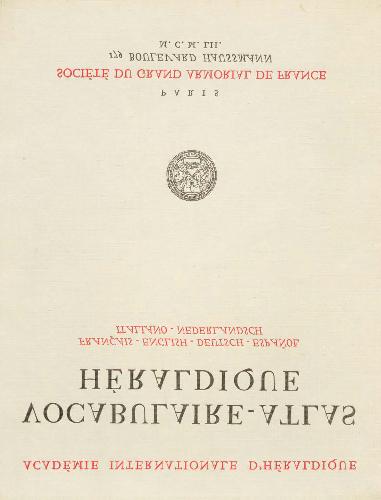 ACADÉMIE INTERNATIONALE D'HÉRALDIQUE
VOCABULAIRE-ATLAS
HÉRALDIQUE
FRANÇAIS - ENGLISH - DEUTSCH - ESPAÑOL
ITALIANO - NEDERLANDSCH
PARIS
SOCIÉTÉ DU GRAND ARMORIAL DE FRANCE
179 BOULEVARD HAUSSMANN
M. C. M. LII.